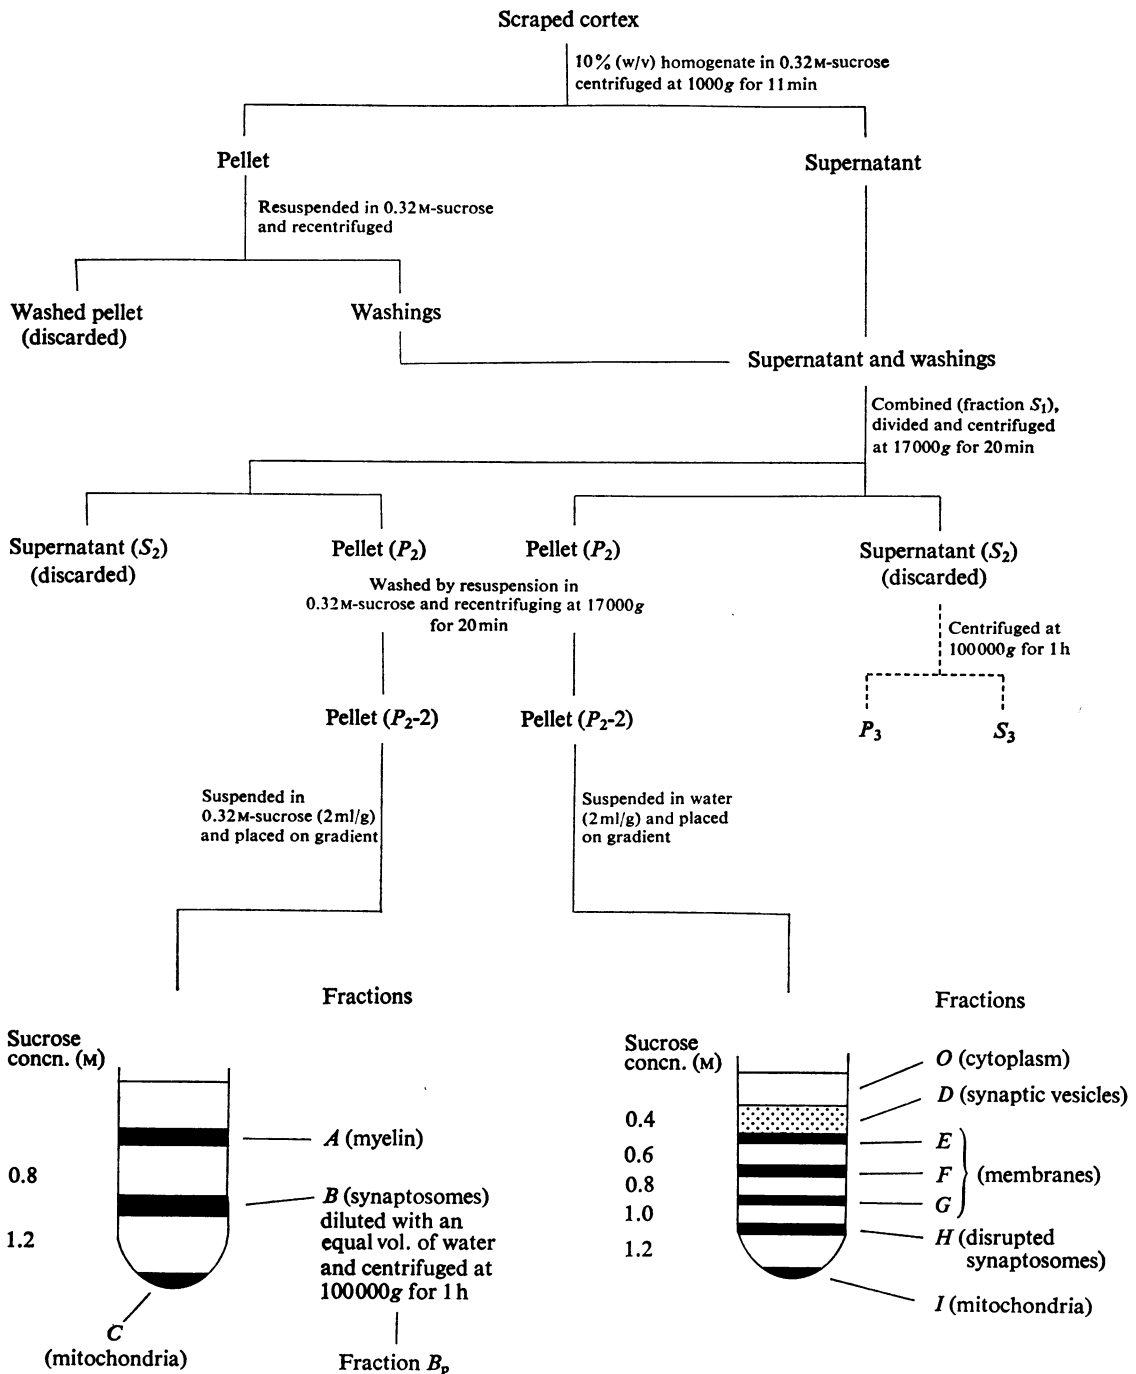 Scraped cortex
10% (w/v) homogenate in 0.32M-sucrose
centrifuged at 1000g for 11min
Pellet
Supernatant
Resuspended in 0.32M-sucrose
and recentrifuged
Washed pellet
(discarded)
Washings
Supernatant and washings
Combined (fraction S1),
divided and centrifuged
at 17000g for 20min
Supernatant (S2)
(discarded)
Pellet (P2)
Pellet (P2)
Supernatant (S2)
(discarded)
Washed by resuspension in
0.32M-sucrose and recentrifuging at 17000g
for 20min
Centrifuged at
100000g for 1h
P3
S3
Pellet (P2-2)
Pellet (P2-2)
Suspended in
0.32M-sucrose (2ml/g)
and placed on gradient
Suspended in water
(2ml/g) and placed
on gradient
Fractions
Sucrose
concn. (M)
A (myelin)
0.8
B (synaptosomes)
diluted with an
equal vol. of water
and centrifuged at
100000g for 1h
1.2
C
(mitochondria)
Fraction Bp
Fractions
Sucrose
concn. (M)
O (cytoplasm)
D (synaptic vesicles)
0.4
E
0.6
F
(membranes)
0.8
G
1.0
H (disrupted
synaptosomes)
1.2
I (mitochondria)